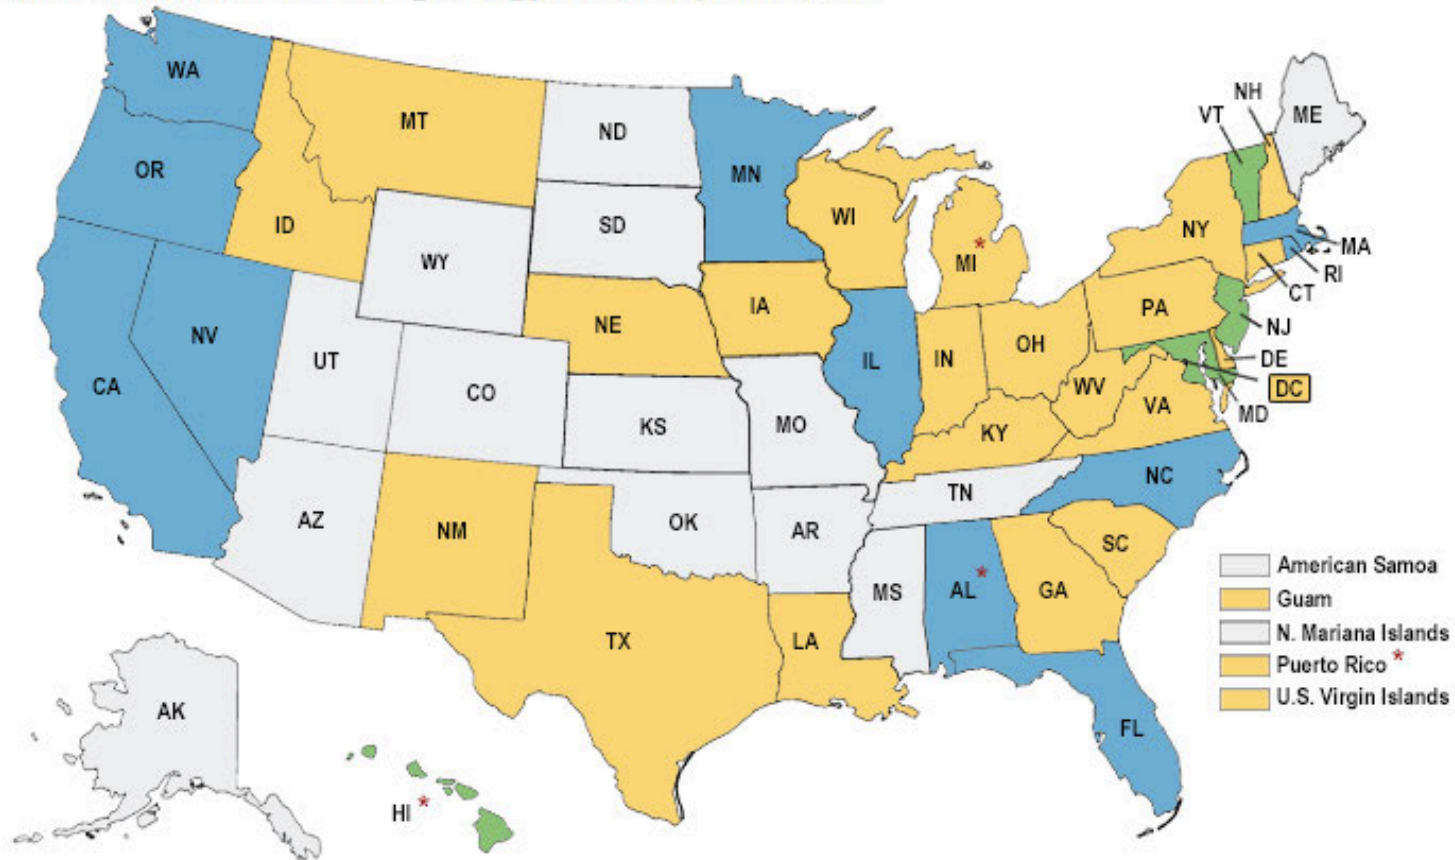 WA
MT
ND
MN
OR
ID
SD
WI
MI *
NH
VT
ME
NY
MA
RI
CT
WY
IA
PA
NJ
NE
NV
UT
IL
IN
OH
DE
DC
CA
CO
WV
VA
MD
KS
MO
KY
NC
AZ
NM
OK
AR
TN
SC
MS
AL *
GA
TX
LA
FL
AK
HI *
American Samoa
Guam
N. Mariana Islands
Puerto Rico *
U.S. Virgin Islands